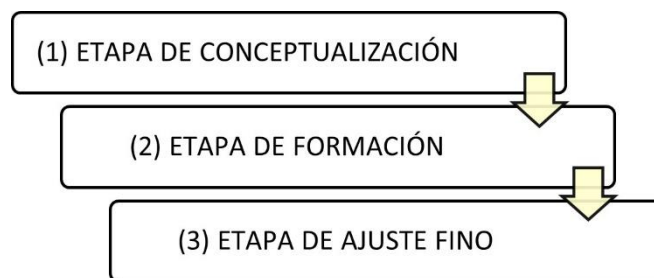 (1) ETAPA DE CONCEPTUALIZACIÓN
(2) ETAPA DE FORMACIÓN
(3) ETAPA DE AJUSTE FINO